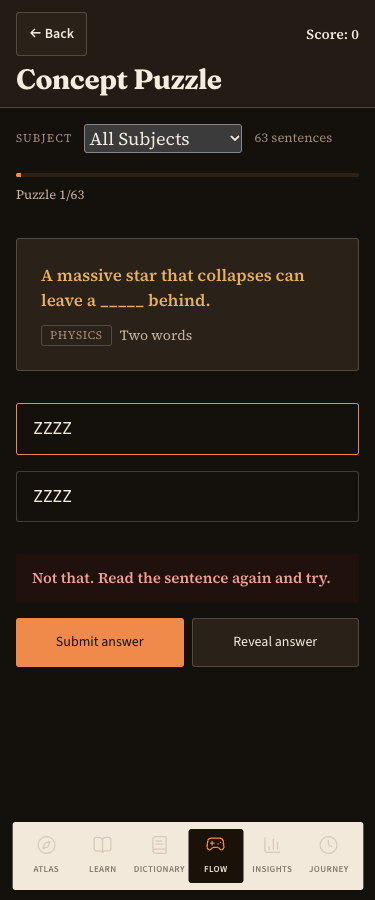 ← Back
Score: 0
Concept Puzzle
SUBJECT All Subjects 63 sentences
Puzzle 1/63
A massive star that collapses can
leave a _____ behind.
PHYSICS Two words
ZZZZ
ZZZZ
Not that. Read the sentence again and try.
Submit answer
Reveal answer
ATLAS LEARN DICTIONARY FLOW INSIGHTS JOURNEY